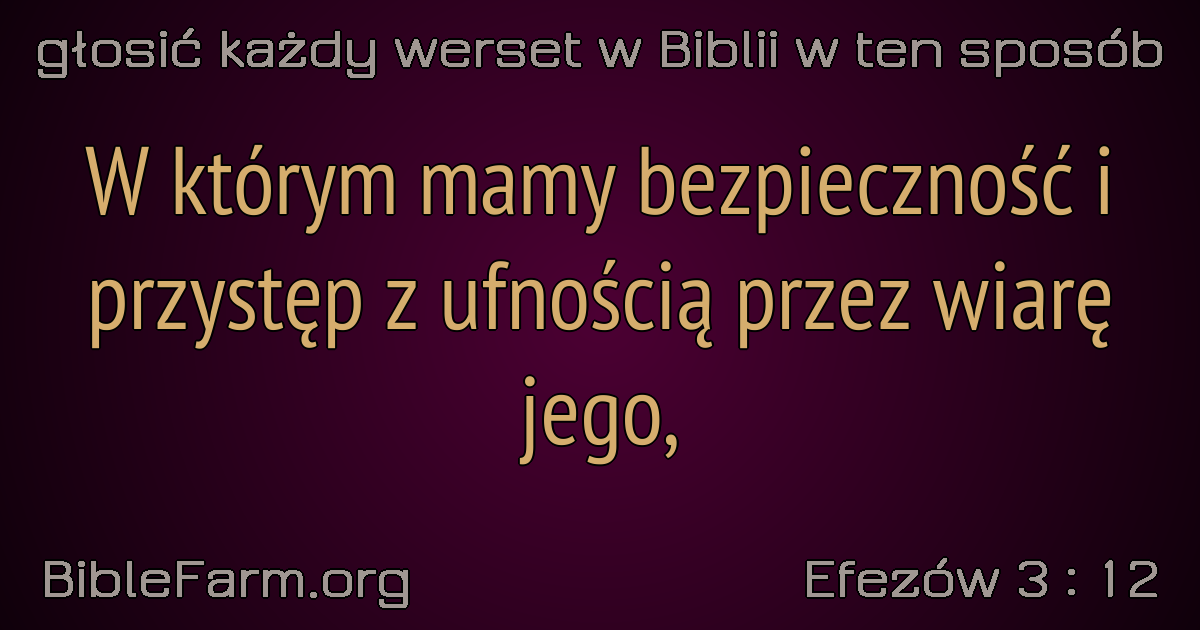 głosić każdy werset w Biblii w ten sposób
W którym mamy bezpieczność i
przystęp z ufnością przez wiarę
jego,
BibleFarm.org
Efezów 3 : 12